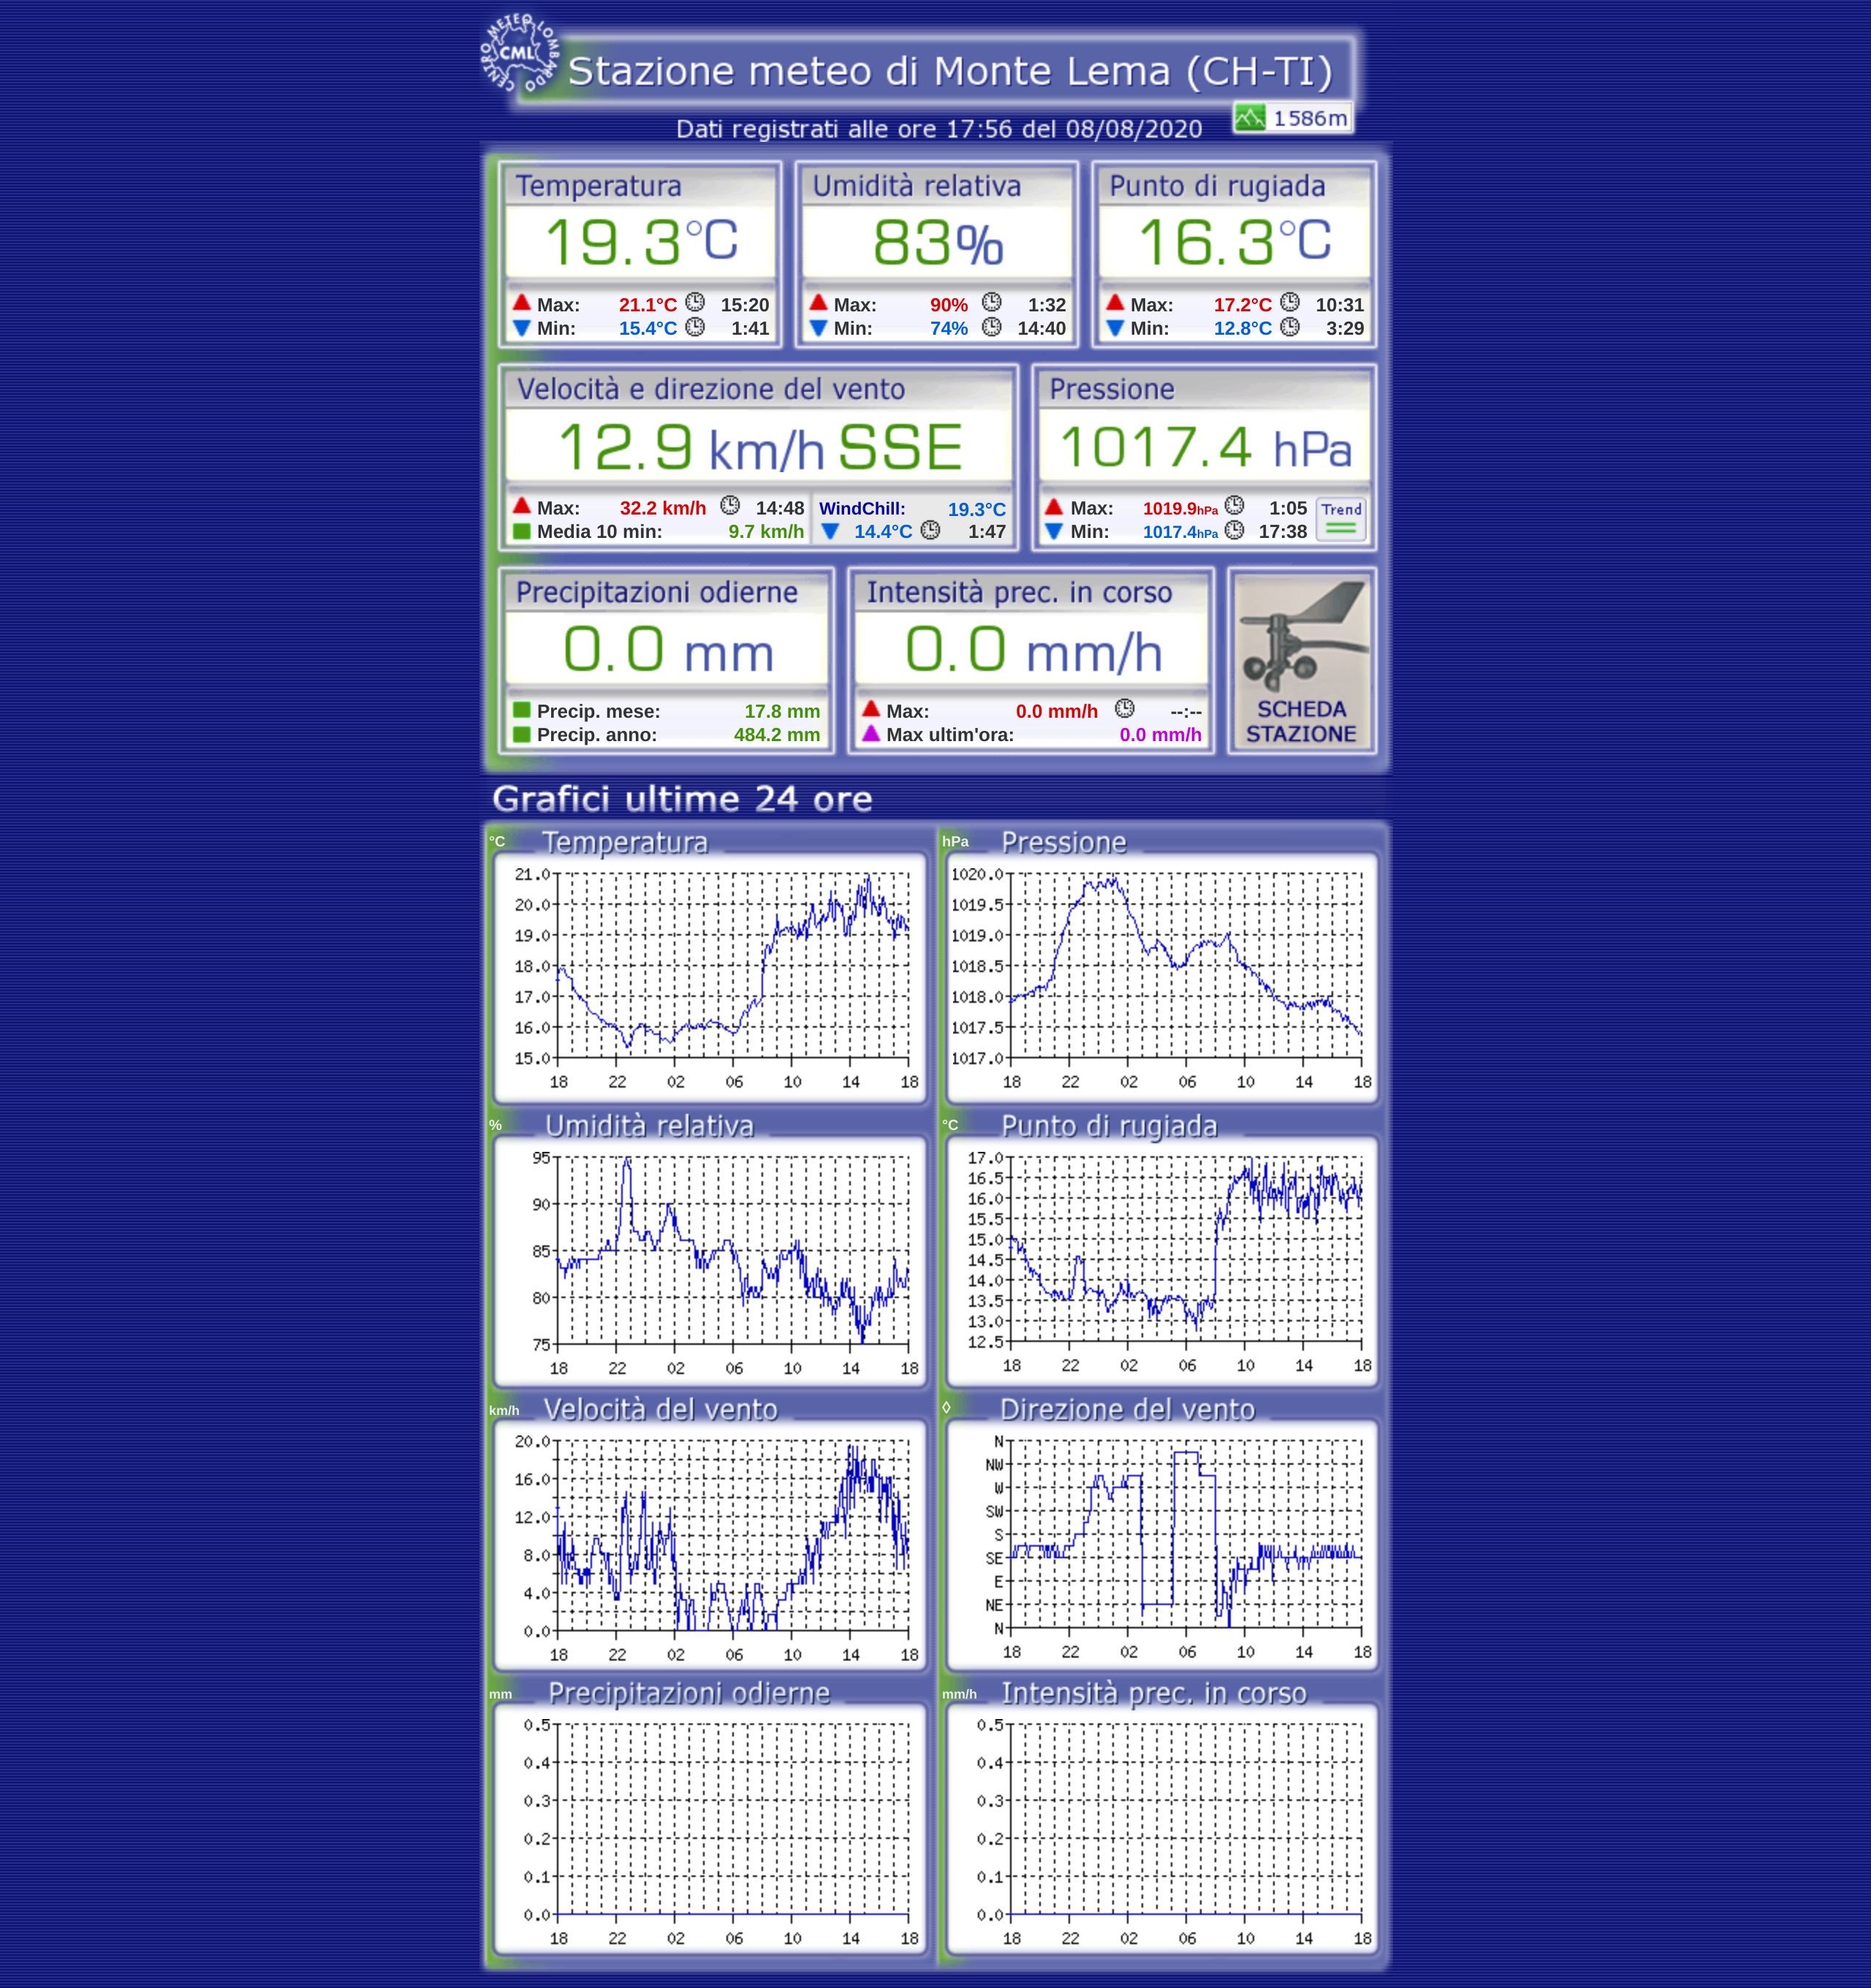 CENTRO METEO LOMBARDO
CML
Stazione meteo di Monte Lema (CH-TI)
1586m
Dati registrati alle ore 17:56 del 08/08/2020
Temperatura Umidità relativa Punto di rugiada
19.3°C 83% 16.3°C
Max: 21.1°C 15:20 Max: 90% 1:32 Max: 17.2°C 10:31
Min: 15.4°C 1:41 Min: 74% 14:40 Min: 12.8°C 3:29
Velocità e direzione del vento Pressione
12.9 km/h SSE 1017.4 hPa
Max: 32.2 km/h 14:48 WindChill: 19.3°C Max: 1019.9hPa 1:05 Trend
Media 10 min: 9.7 km/h 14.4°C 1:47 Min: 1017.4hPa 17:38
Precipitazioni odierne Intensità prec. in corso
0.0 mm 0.0 mm/h
Precip. mese: 17.8 mm Max: 0.0 mm/h --:-- SCHEDA
Precip. anno: 484.2 mm Max ultim'ora: 0.0 mm/h STAZIONE
Grafici ultime 24 ore
°C Temperatura
21.0
20.0
19.0
18.0
17.0
16.0
15.0
18 22 02 06 10 14 18
hPa Pressione
1020.0
1019.5
1019.0
1018.5
1018.0
1017.5
1017.0
18 22 02 06 10 14 18
% Umidità relativa
95
90
85
80
75
18 22 02 06 10 14 18
°C Punto di rugiada
17.0
16.5
16.0
15.5
15.0
14.5
14.0
13.5
13.0
12.5
18 22 02 06 10 14 18
km/h Velocità del vento
20.0
16.0
12.0
8.0
4.0
0.0
18 22 02 06 10 14 18
◊ Direzione del vento
N
NW
W
SW
S
SE
E
NE
N
18 22 02 06 10 14 18
mm Precipitazioni odierne
0.5
0.4
0.3
0.2
0.1
0.0
18 22 02 06 10 14 18
mm/h Intensità prec. in corso
0.5
0.4
0.3
0.2
0.1
0.0
18 22 02 06 10 14 18